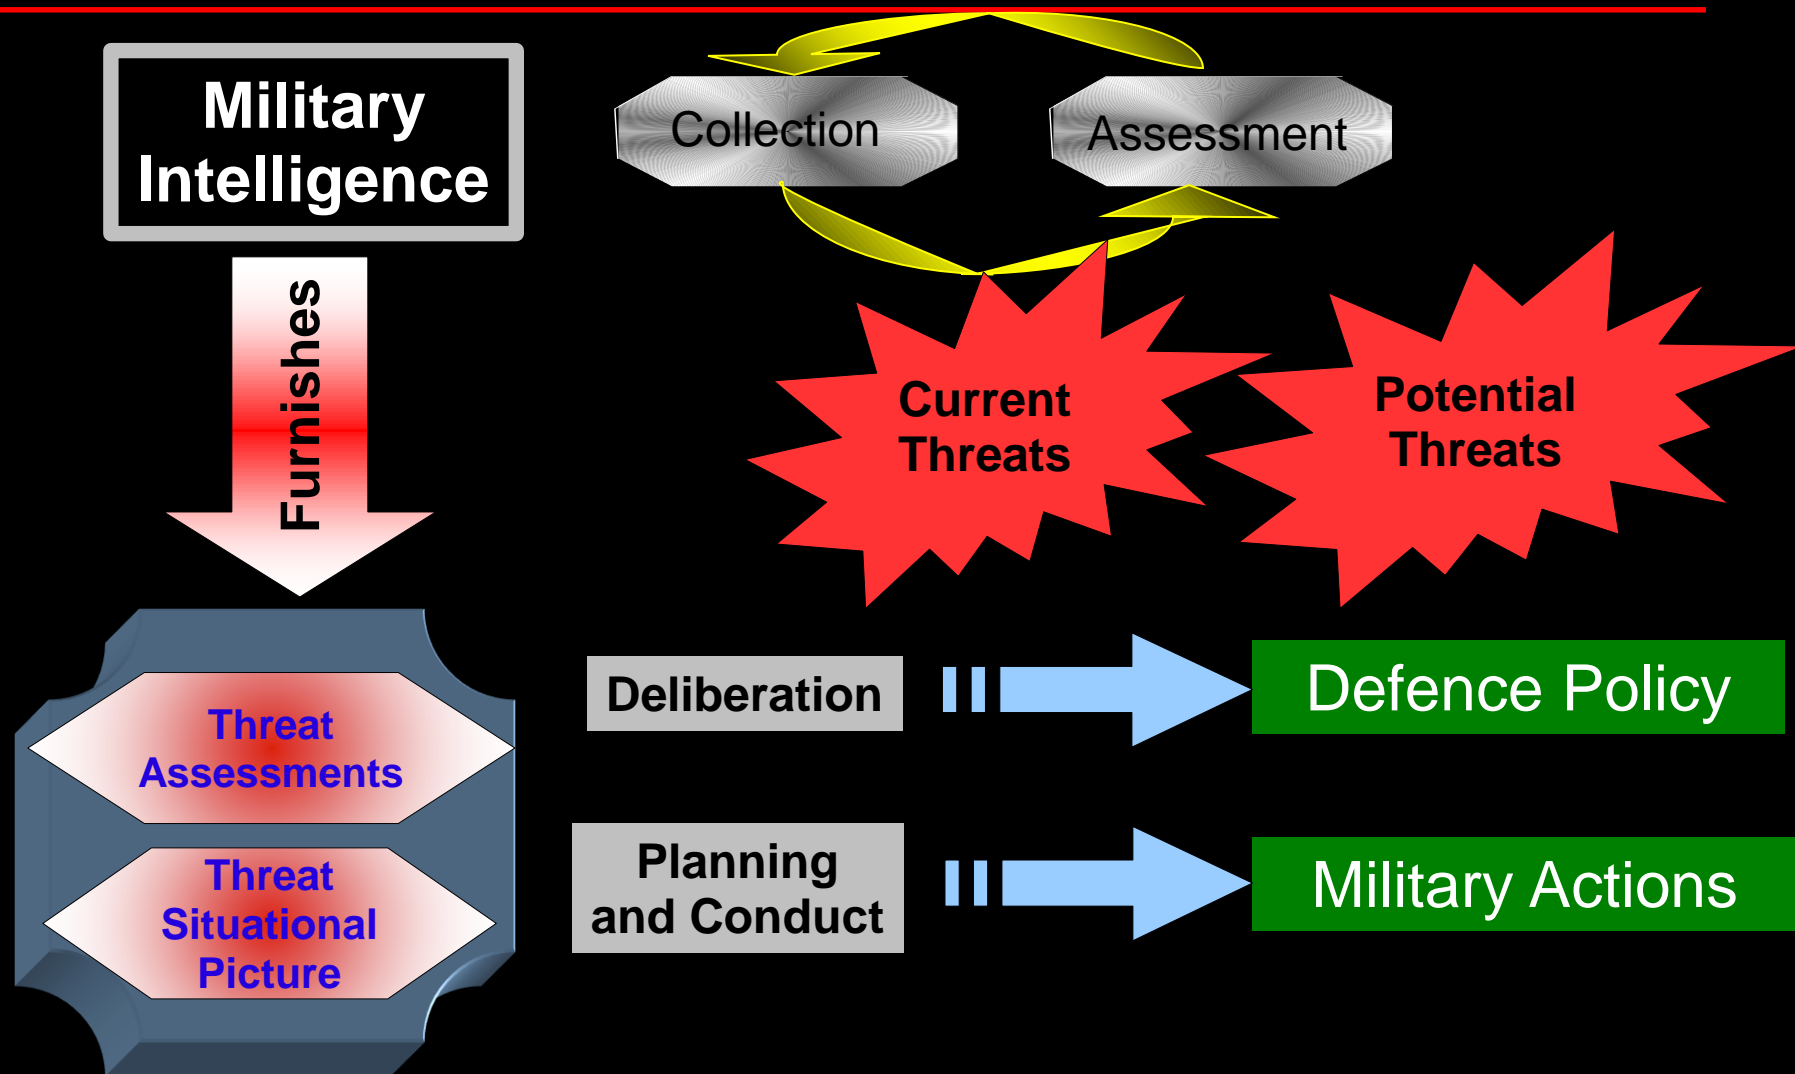 Military
Intelligence
Collection
Assessment
Furnishes
Current
Threats
Potential
Threats
Threat
Assessments
Threat
Situational
Picture
Deliberation
Defence Policy
Planning
and Conduct
Military Actions